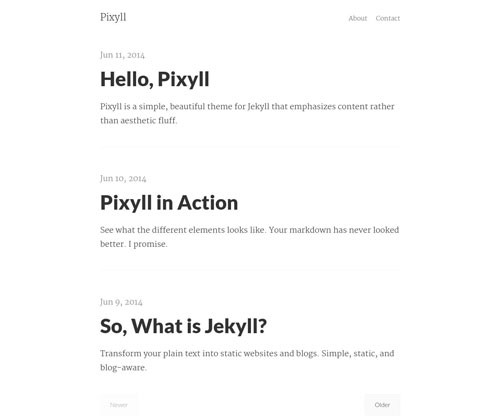 Pixyll
About Contact
Jun 11, 2014
Hello, Pixyll
Pixyll is a simple, beautiful theme for Jekyll that emphasizes content rather
than aesthetic fluff.
Jun 10, 2014
Pixyll in Action
See what the different elements looks like. Your markdown has never looked
better. I promise.
Jun 9, 2014
So, What is Jekyll?
Transform your plain text into static websites and blogs. Simple, static, and
blog-aware.
Newer
Older